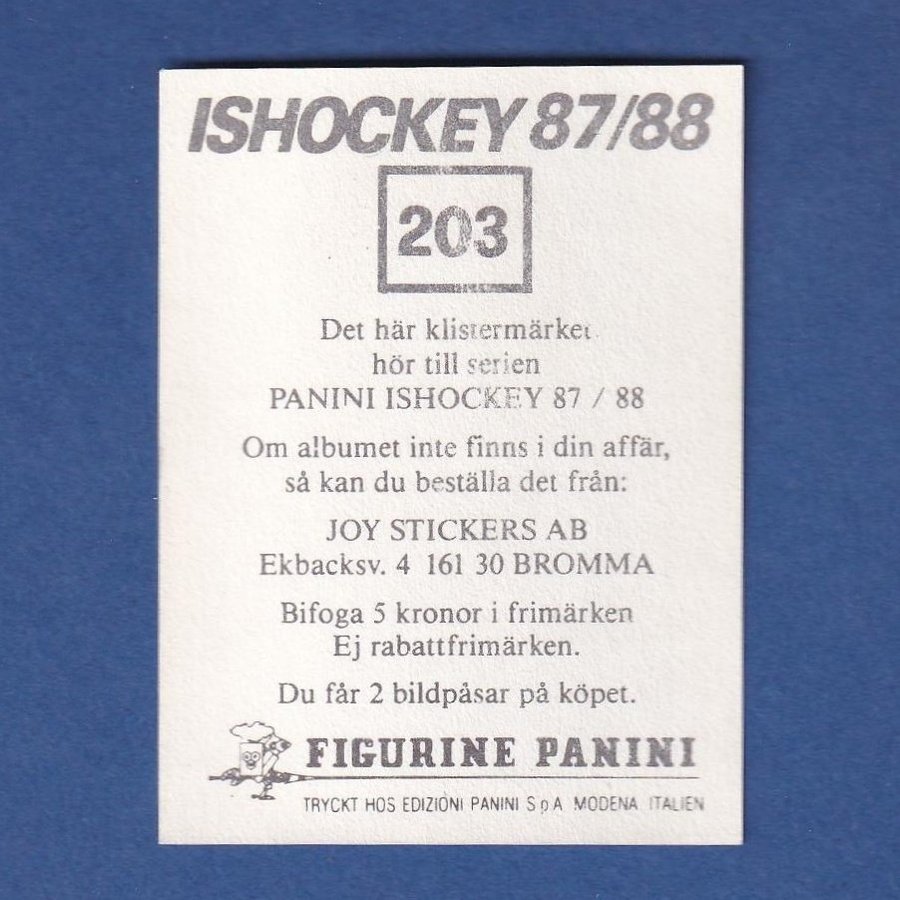 ISHOCKEY 87/88
203
Det här klistermärket
hör till serien
PANINI ISHOCKEY 87 / 88
Om albumet inte finns i din affär,
så kan du beställa det från:
JOY STICKERS AB
Ekbacksv. 4 161 30 BROMMA
Bifoga 5 kronor i frimärken
Ej rabattfrimärken.
Du får 2 bildpåsar på köpet.
FIGURINE PANINI
TRYCKT HOS EDIZIONI PANINI S p A MODENA ITALIEN